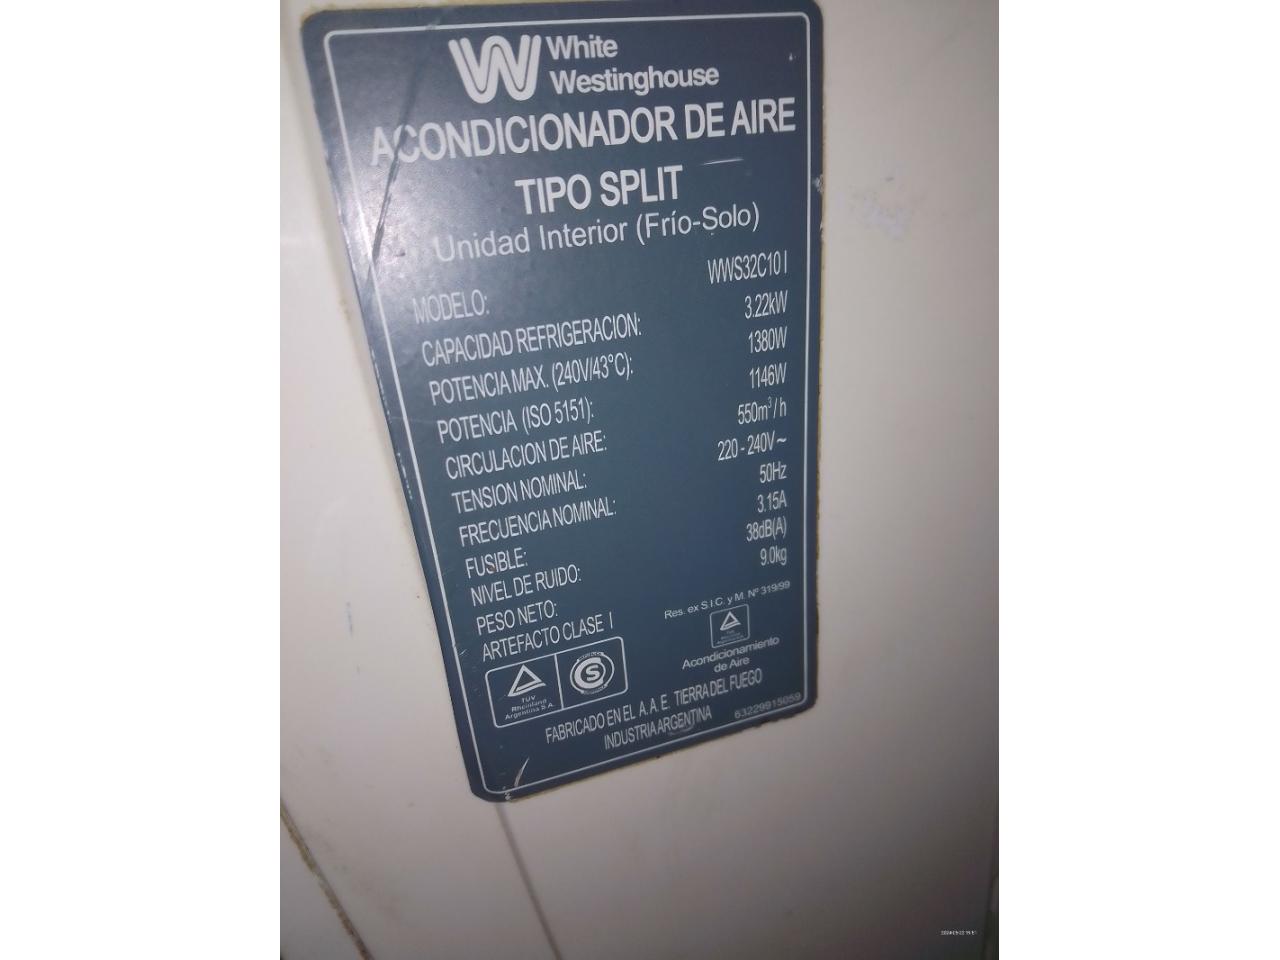 White
Westinghouse
ACONDICIONADOR DE AIRE
TIPO SPLIT
Unidad Interior (Frío-Solo)
MODELO: WWS32C10 I
CAPACIDAD REFRIGERACION: 3.22kW
POTENCIA MAX. (240V/43°C): 1380W
POTENCIA (ISO 5151): 1146W
CIRCULACION DE AIRE: 550m³/h
TENSION NOMINAL: 220 - 240V ~
FRECUENCIA NOMINAL: 50Hz
FUSIBLE: 3.15A
NIVEL DE RUIDO: 38dB(A)
PESO NETO: 9.0kg
ARTEFACTO CLASE I
Res. ex S.I.C. y M. Nº 319/99
TUV
Rheinland
Argentina S.A.
S
Acondicionamiento
de Aire
FABRICADO EN EL A.A.E. TIERRA DEL FUEGO
INDUSTRIA ARGENTINA
63229915059